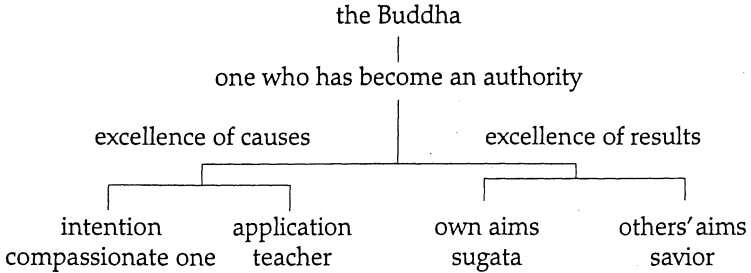 the Buddha
one who has become an authority
excellence of causes
excellence of results
intention
compassionate one
application
teacher
own aims
sugata
others' aims
savior